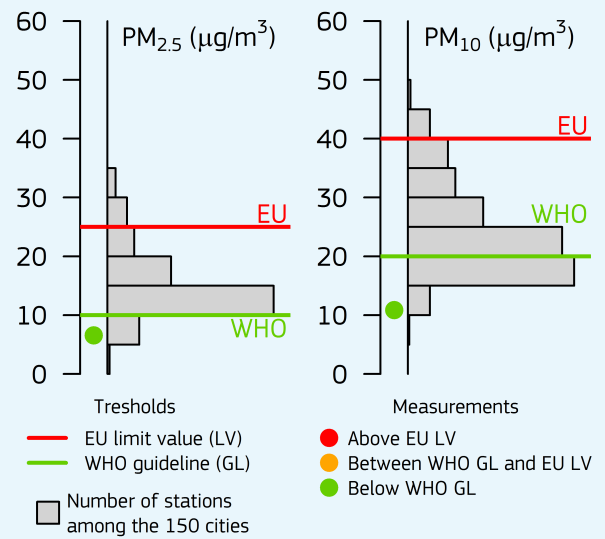 PM2.5 (μg/m3)
60
50
40
30
20
10
0
EU
WHO
PM10 (μg/m3)
60
50
40
30
20
10
0
EU
WHO
Tresholds
EU limit value (LV)
WHO guideline (GL)
Number of stations
among the 150 cities
Measurements
Above EU LV
Between WHO GL and EU LV
Below WHO GL